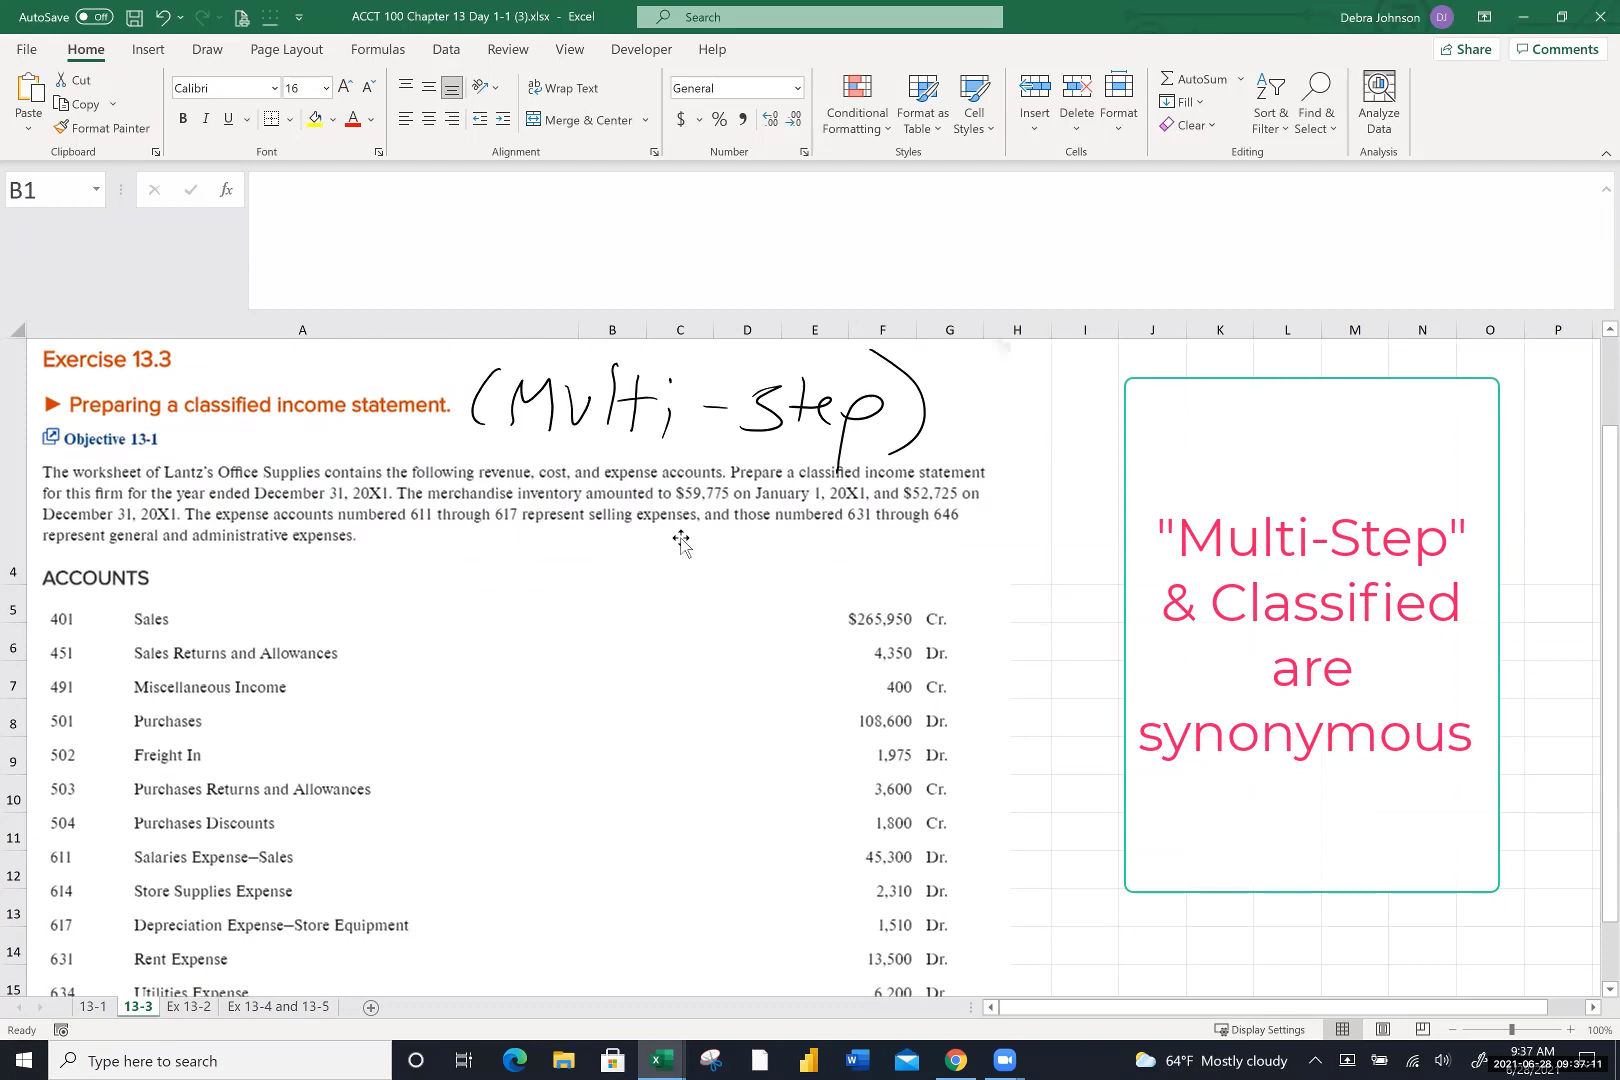 AutoSave Off ACCT 100 Chapter 13 Day 1-1 (3).xlsx - Excel Search Debra Johnson DJ
File Home Insert Draw Page Layout Formulas Data Review View Developer Help Share Comments
Paste Cut Copy Format Painter Calibri 16 Wrap Text Merge & Center General Conditional Formatting Format as Table Cell Styles Insert Delete Format AutoSum Fill Clear Sort & Filter Find & Select Analyze Data
Clipboard Font Alignment Number Styles Cells Editing Analysis
B1 fx
A B C D E F G H I J K L M N O P
Exercise 13.3
► Preparing a classified income statement. (Multi-Step)
Objective 13-1
The worksheet of Lantz's Office Supplies contains the following revenue, cost, and expense accounts. Prepare a classified income statement
for this firm for the year ended December 31, 20X1. The merchandise inventory amounted to $59,775 on January 1, 20X1, and $52,725 on
December 31, 20X1. The expense accounts numbered 611 through 617 represent selling expenses, and those numbered 631 through 646
represent general and administrative expenses.
4
ACCOUNTS
5
401 Sales $265,950 Cr.
6
451 Sales Returns and Allowances 4,350 Dr.
7
491 Miscellaneous Income 400 Cr.
8
501 Purchases 108,600 Dr.
9
502 Freight In 1,975 Dr.
10
503 Purchases Returns and Allowances 3,600 Cr.
11
504 Purchases Discounts 1,800 Cr.
12
611 Salaries Expense—Sales 45,300 Dr.
13
614 Store Supplies Expense 2,310 Dr.
14
617 Depreciation Expense—Store Equipment 1,510 Dr.
631 Rent Expense 13,500 Dr.
15
634 Utilities Expense 6,200 Dr.
"Multi-Step"
& Classified
are
synonymous
13-1 13-3 Ex 13-2 Ex 13-4 and 13-5
Ready Display Settings 100%
Type here to search 64°F Mostly cloudy 9:37 AM
2021-06-28 09:37:11